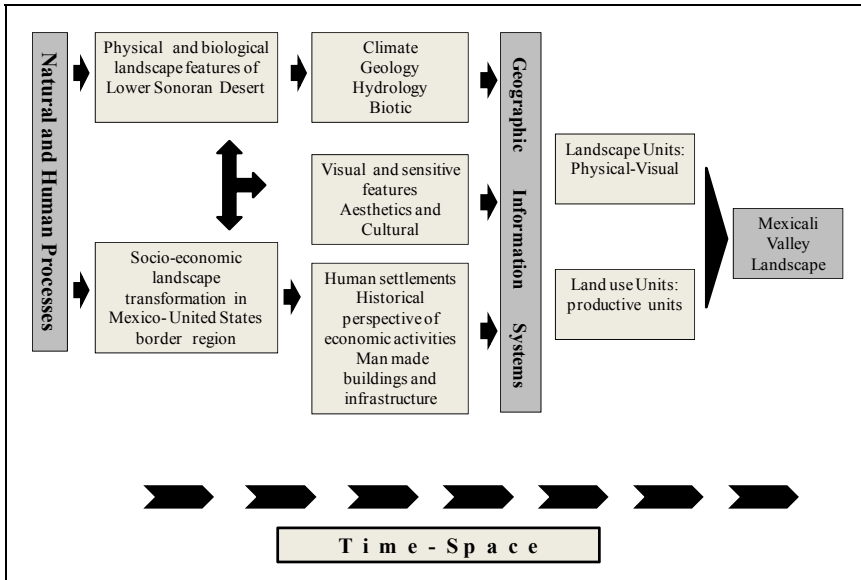 Natural and Human Processes
Physical and biological
landscape features of
Lower Sonoran Desert
Climate
Geology
Hydrology
Biotic
Visual and sensitive
features
Aesthetics and
Cultural
Socio-economic
landscape
transformation in
Mexico-United States
border region
Human settlements
Historical
perspective of
economic activities
Man made
buildings and
infrastructure
Geographic Information Systems
Landscape Units:
Physical-Visual
Land use Units:
productive units
Mexicali
Valley
Landscape
Time-Space